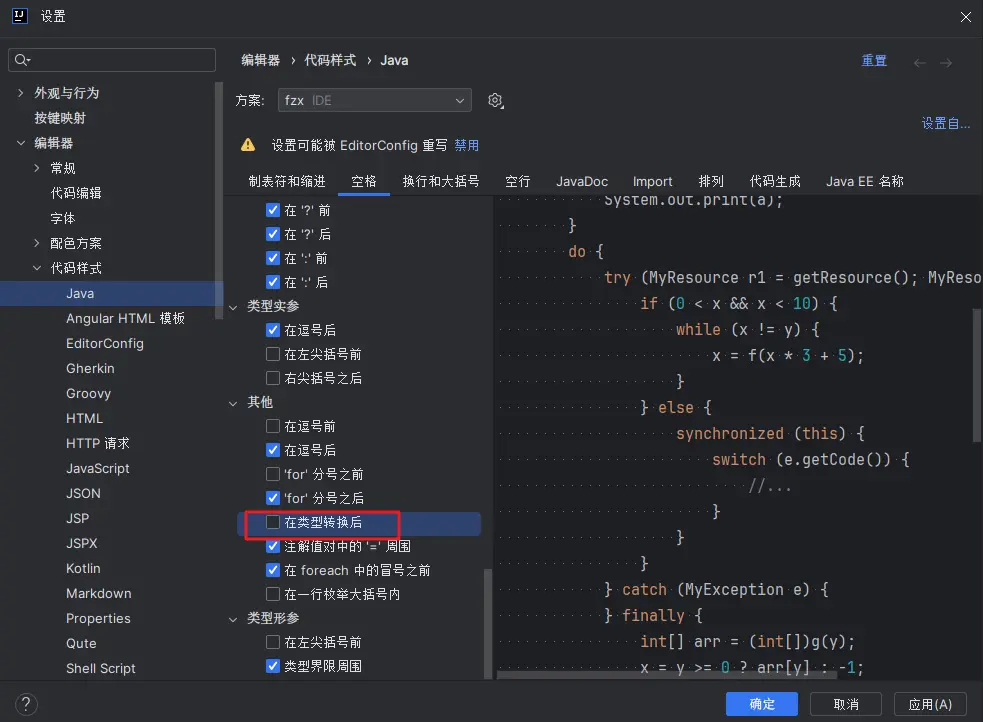 设置
编辑器 › 代码样式 › Java
重置
外观与行为
按键映射
编辑器
常规
代码编辑
字体
配色方案
代码样式
Java
Angular HTML 模板
EditorConfig
Gherkin
Groovy
HTML
HTTP 请求
JavaScript
JSON
JSP
JSPX
Kotlin
Markdown
Properties
Qute
Shell Script
方案: fzx IDE
设置自...
设置可能被 EditorConfig 重写 禁用
制表符和缩进 空格 换行和大括号 空行 JavaDoc Import 排列 代码生成 Java EE 名称
在 '?' 前
在 '?' 后
在 ':' 前
在 ':' 后
类型实参
在逗号后
在左尖括号前
右尖括号之后
其他
在逗号前
在逗号后
'for' 分号之前
'for' 分号之后
在类型转换后
注解值对中的 '=' 周围
在 foreach 中的冒号之前
在一行枚举大括号内
类型形参
在左尖括号前
类型界限周围
System.out.print(a);
}
do {
try (MyResource r1 = getResource(); MyReso
if (0 < x && x < 10) {
while (x != y) {
x = f(x * 3 + 5);
}
} else {
synchronized (this) {
switch (e.getCode()) {
//...
}
}
}
} catch (MyException e) {
} finally {
int[] arr = (int[])g(y);
x = y >= 0 ? arr[y] : -1;
?
确定 取消 应用(A)